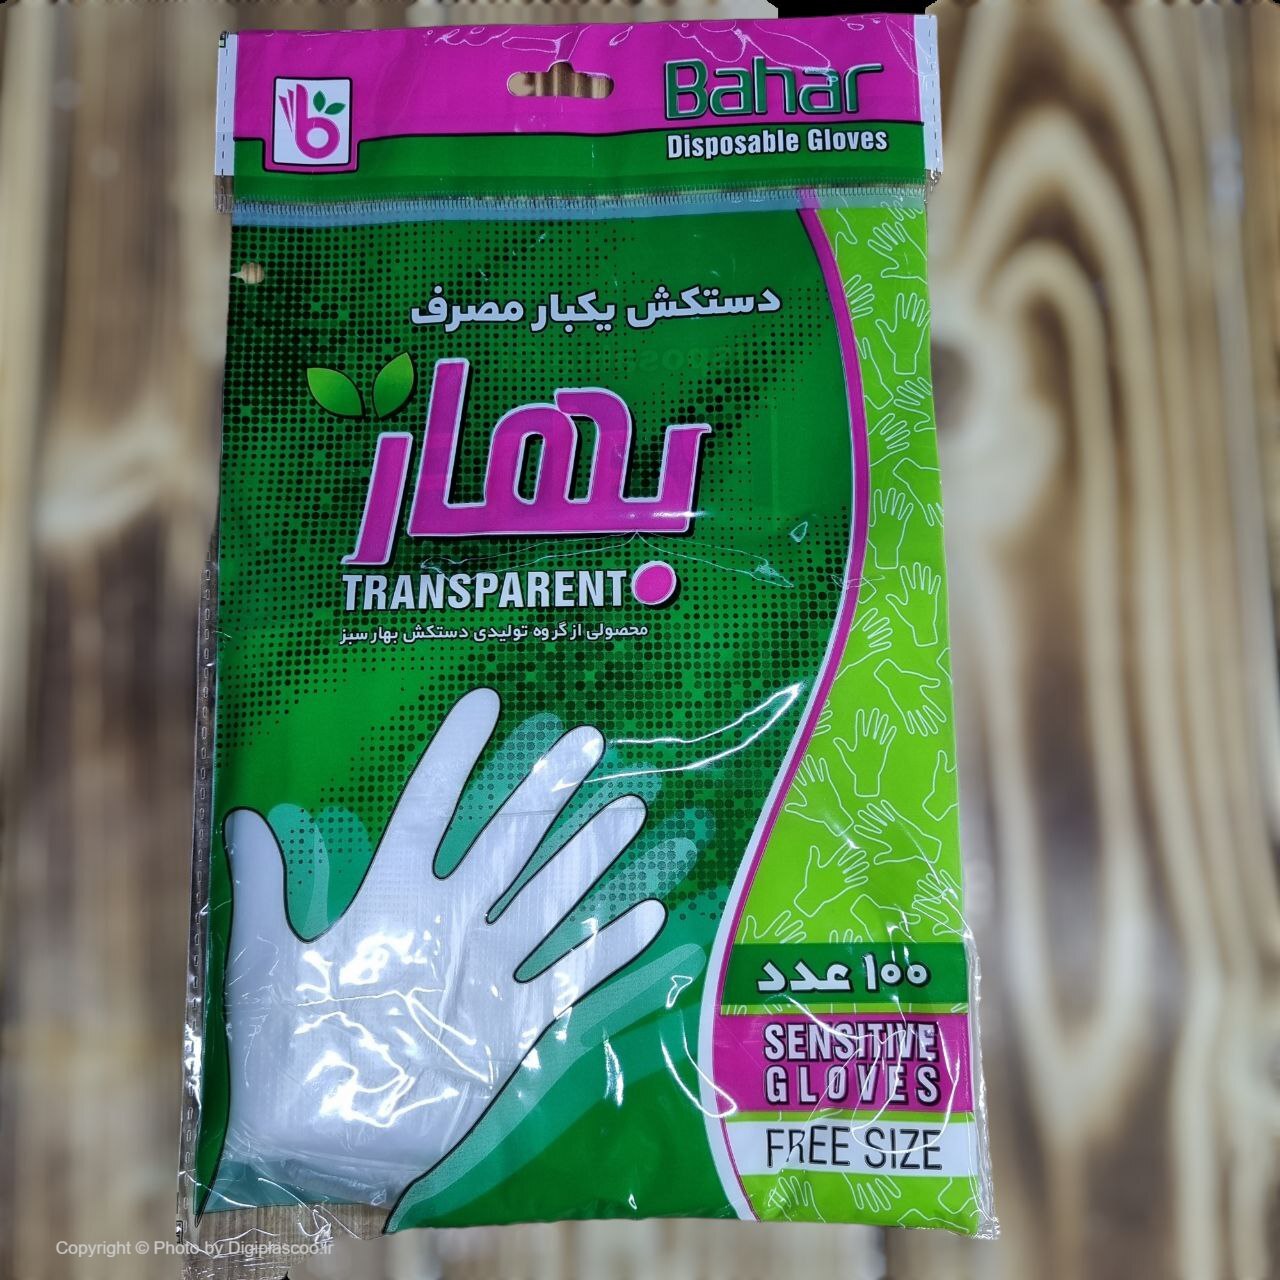 Bahar
Disposable Gloves
دستکش یکبار مصرف
بهار
TRANSPARENT
محصولی از گروه تولیدی دستکش بهار سبز
۱۰۰ عدد
SENSITIVE
GLOVES
FREE SIZE
Copyright © Photo by Digiplascoo.ir